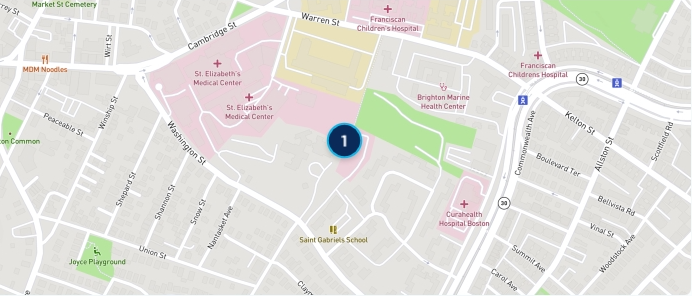 Market St Cemetery
Cambridge St
Warren St
Franciscan
Children's Hospital
Wirt St
MDM Noodles
St. Elizabeth's
Medical Center
St. Elizabeth's
Medical Center
Franciscan
Childrens Hospital
30
Brighton Marine
Health Center
Peaceable St
Winship St
Washington St
1
Commonwealth Ave
Kelton St
Allston St
Scottfield Rd
Boulevard Ter
Shepard St
Shannon St
Snow St
Nantasket Ave
30
Curahealth
Hospital Boston
Bellvista Rd
Vinal St
Saint Gabriels School
Union St
Joyce Playground
Summit Ave
Woodstock Ave
Carol Ave